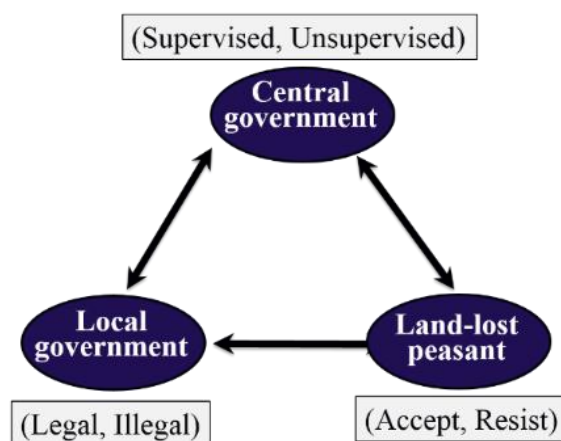 (Supervised, Unsupervised)
Central
government
Local
government
Land-lost
peasant
(Legal, Illegal)
(Accept, Resist)